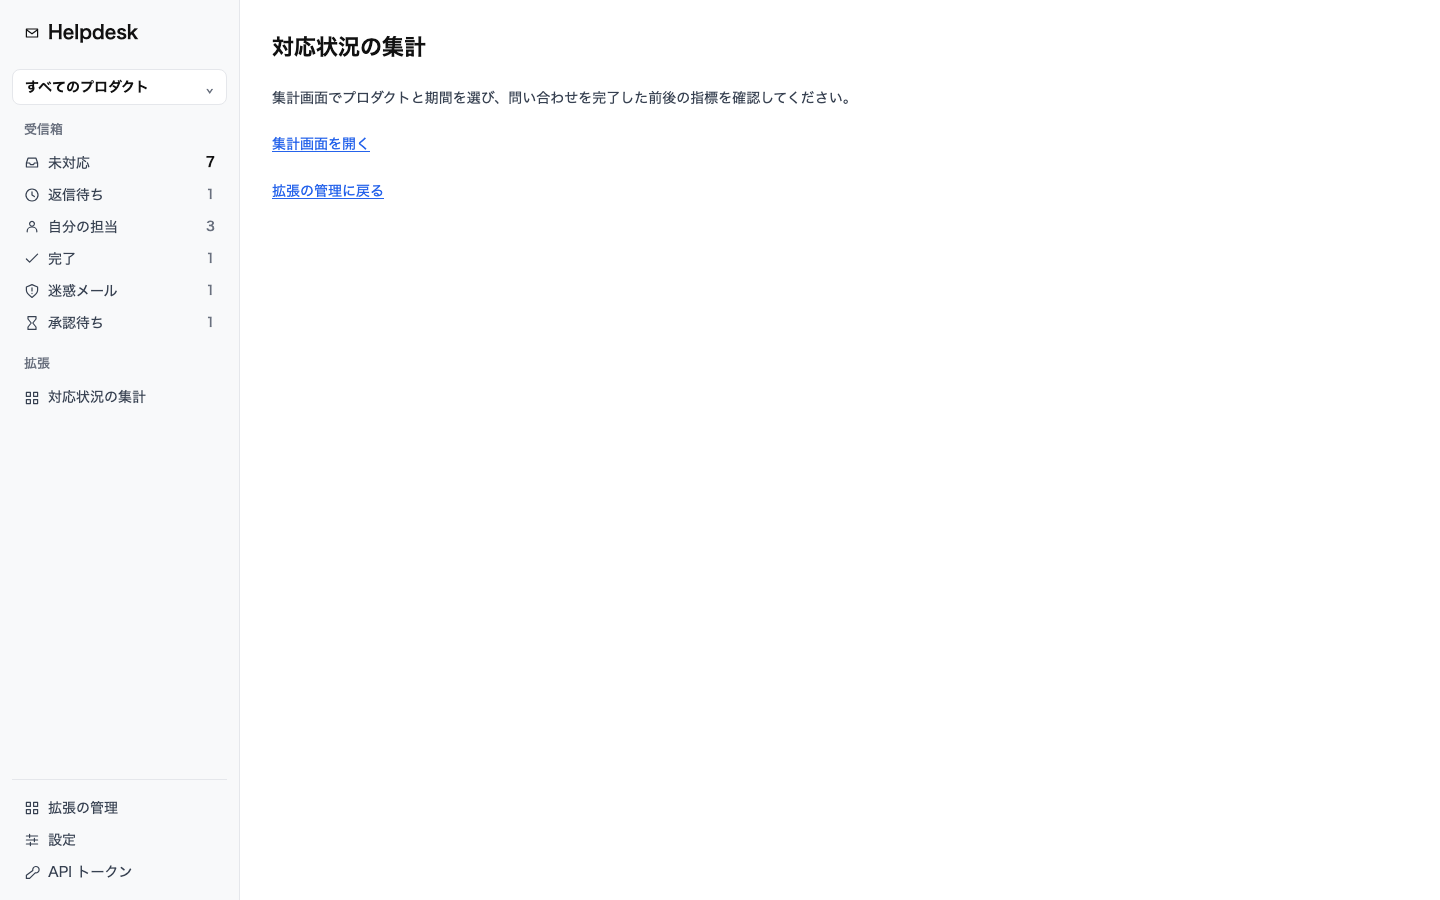 Helpdesk
すべてのプロダクト
受信箱
未対応 7
返信待ち 1
自分の担当 3
完了 1
迷惑メール 1
承認待ち 1
拡張
対応状況の集計
拡張の管理
設定
API トークン
対応状況の集計
集計画面でプロダクトと期間を選び、問い合わせを完了した前後の指標を確認してください。
集計画面を開く
拡張の管理に戻る